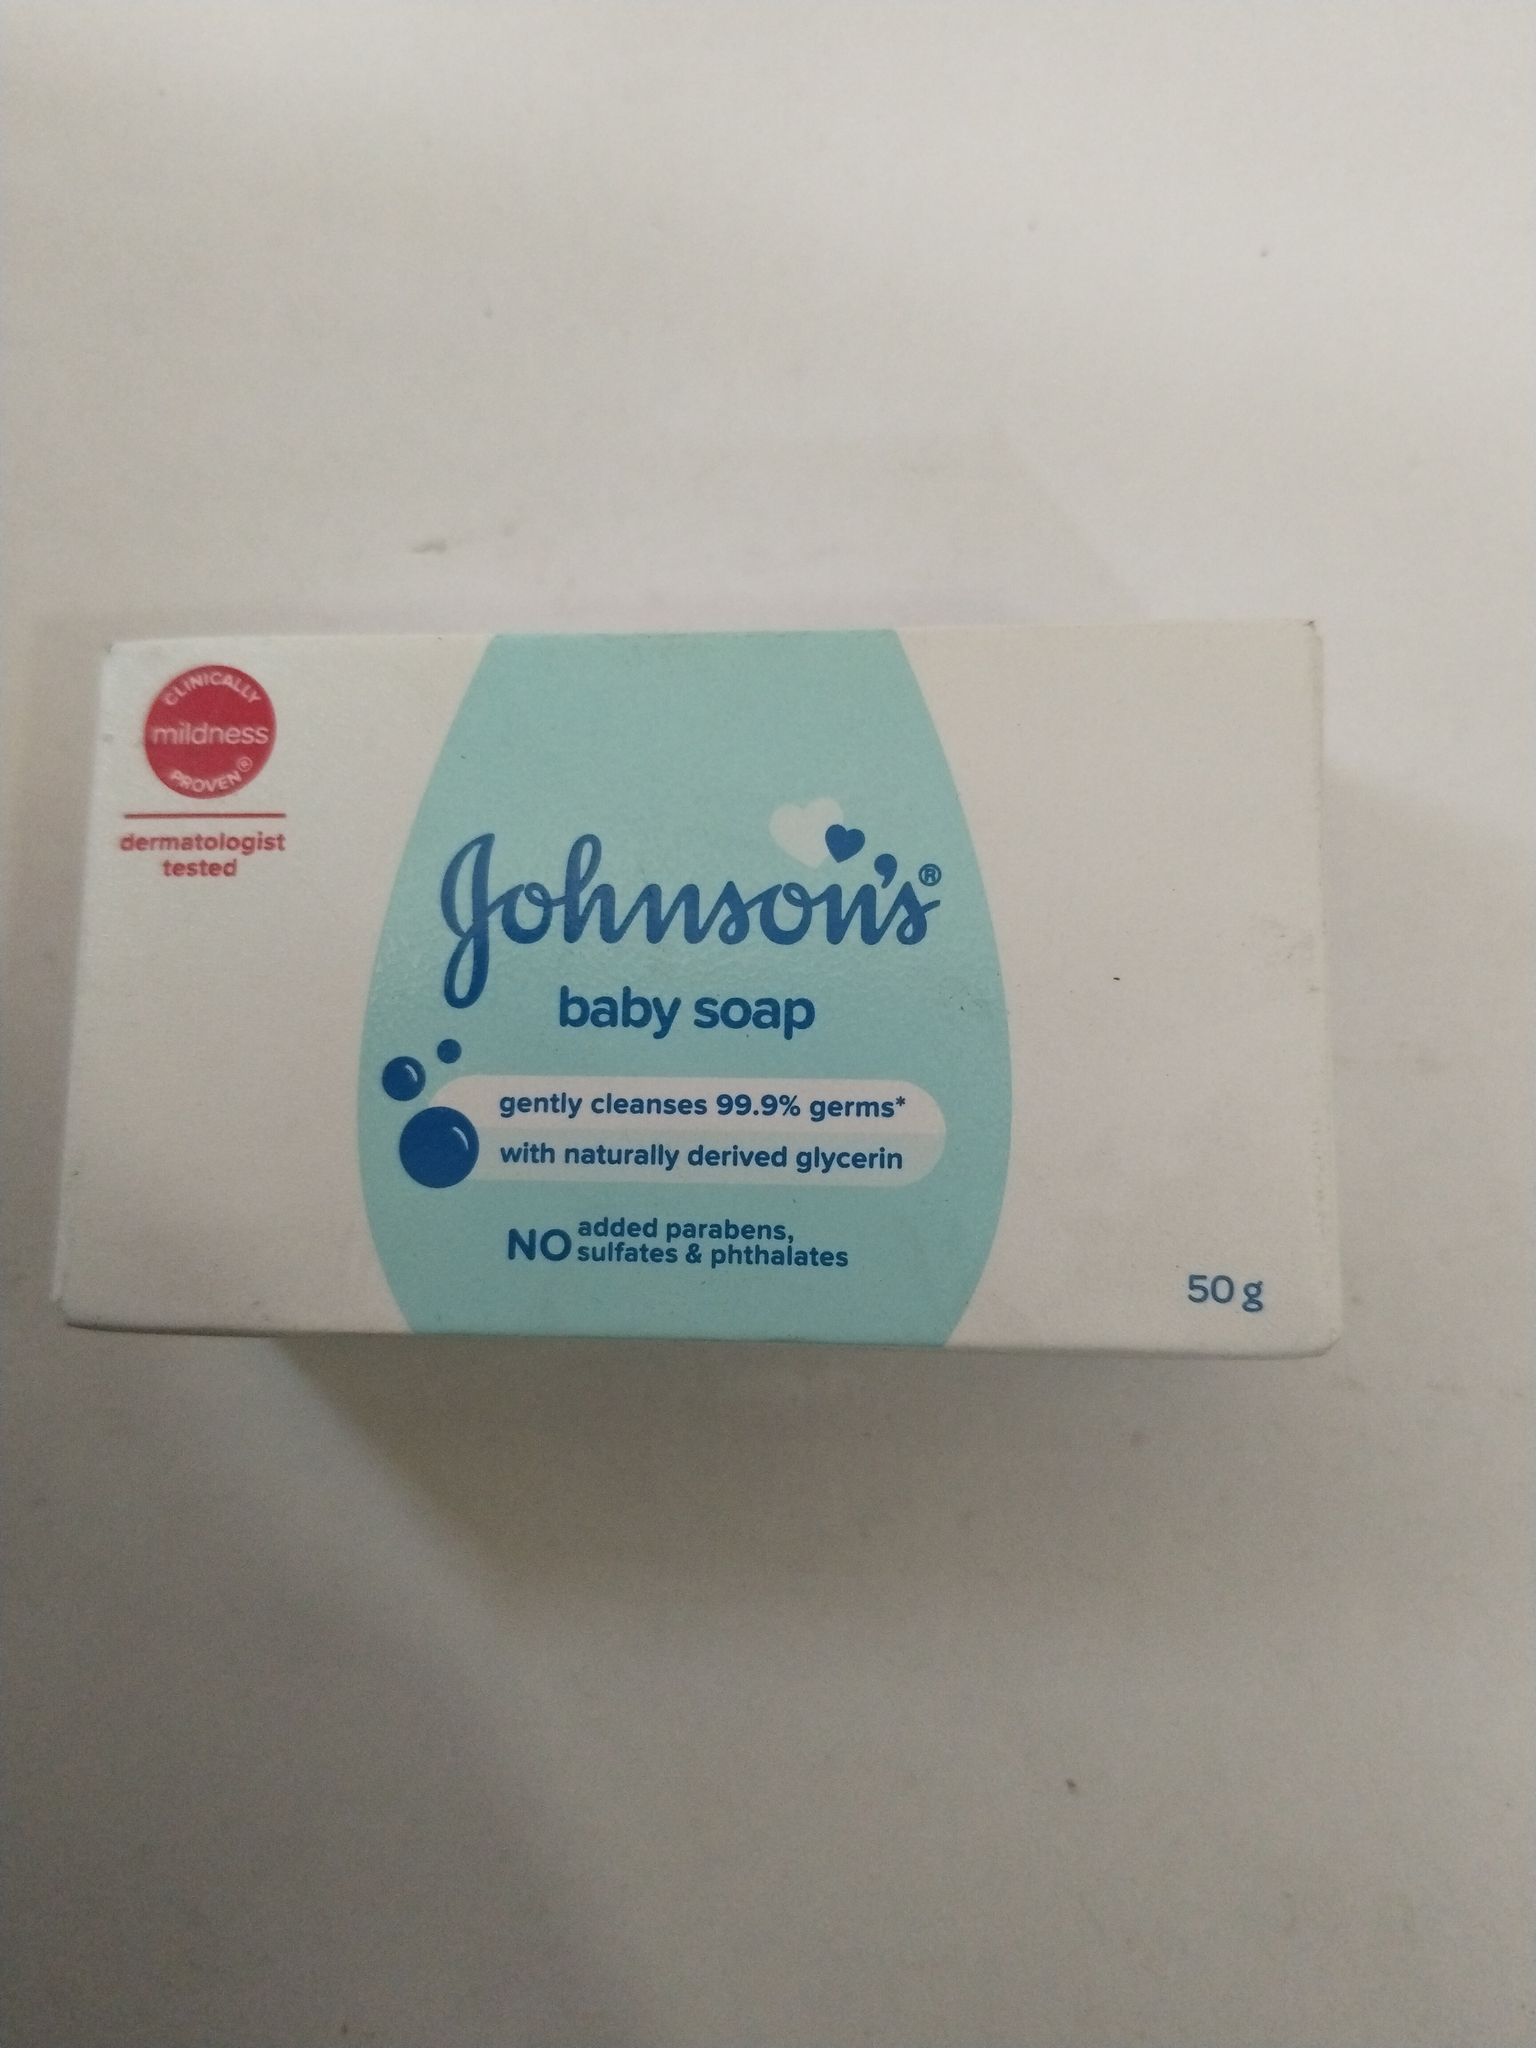 CLINICALLY
mildness
PROVEN®
dermatologist
tested
Johnson's®
baby soap
gently cleanses 99.9% germs*
with naturally derived glycerin
NO added parabens,
sulfates & phthalates
50 g